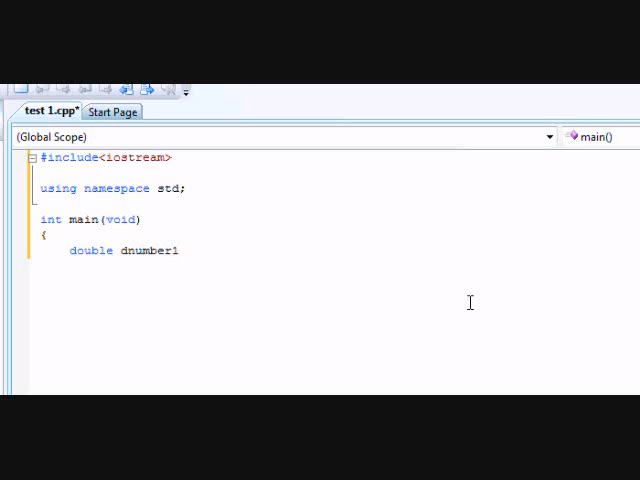 test 1.cpp* Start Page
(Global Scope) main()
#include<iostream>
using namespace std;
int main(void)
{
double dnumber1